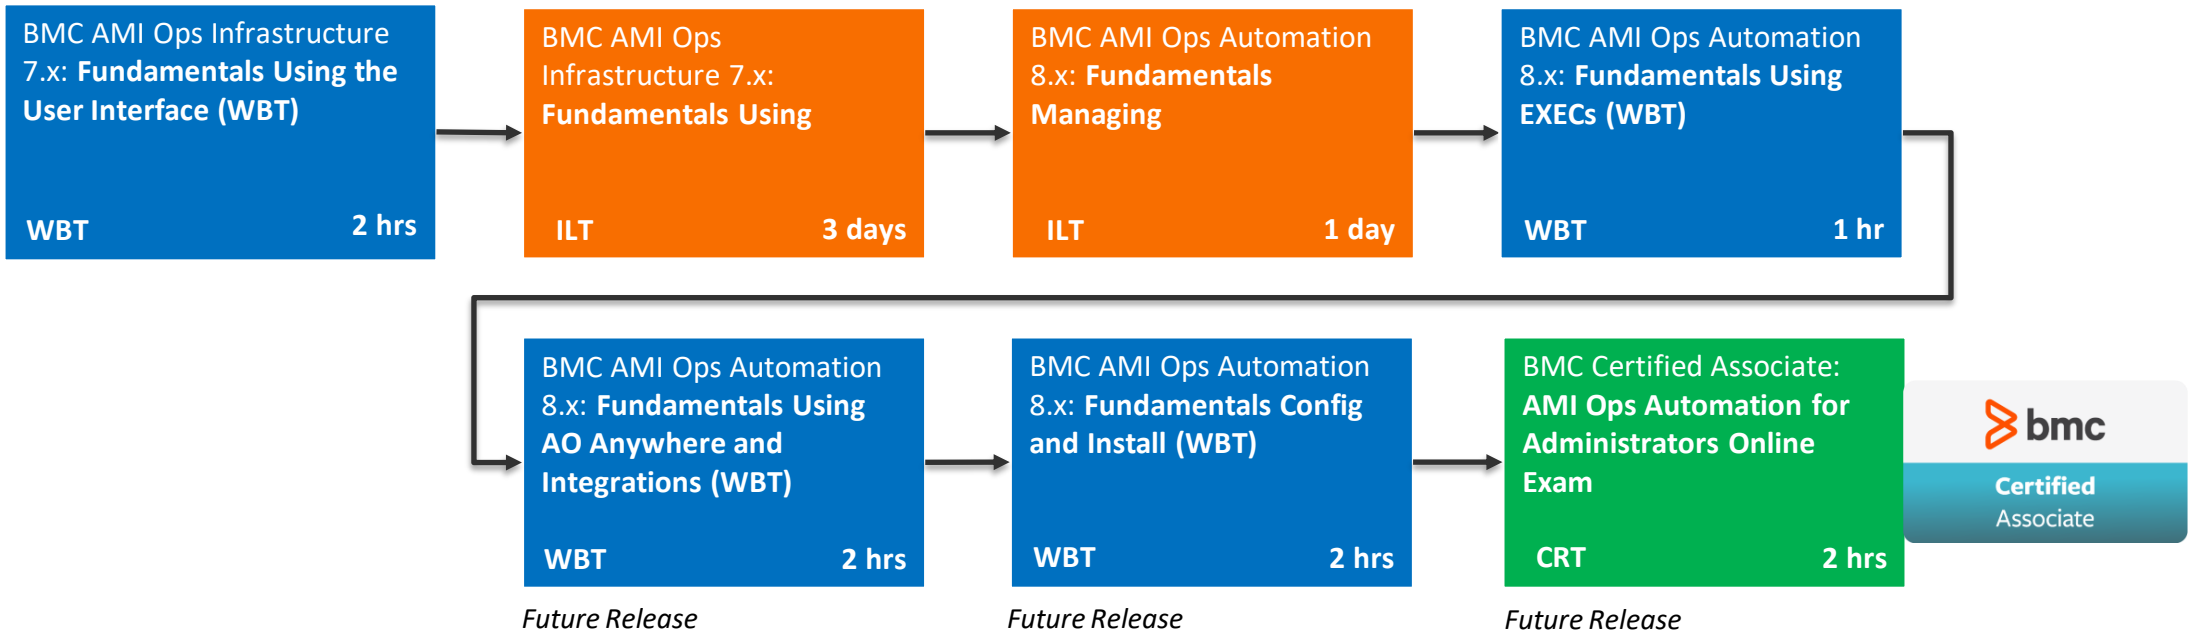 BMC AMI Ops Infrastructure
7.x: Fundamentals Using the
User Interface (WBT)
WBT
2 hrs
BMC AMI Ops
Infrastructure 7.x:
Fundamentals Using
ILT
3 days
BMC AMI Ops Automation
8.x: Fundamentals
Managing
ILT
1 day
BMC AMI Ops Automation
8.x: Fundamentals Using
EXECs (WBT)
WBT
1 hr
BMC AMI Ops Automation
8.x: Fundamentals Using
AO Anywhere and
Integrations (WBT)
WBT
2 hrs
Future Release
BMC AMI Ops Automation
8.x: Fundamentals Config
and Install (WBT)
WBT
2 hrs
Future Release
BMC Certified Associate:
AMI Ops Automation for
Administrators Online
Exam
CRT
2 hrs
Future Release
bmc
Certified
Associate